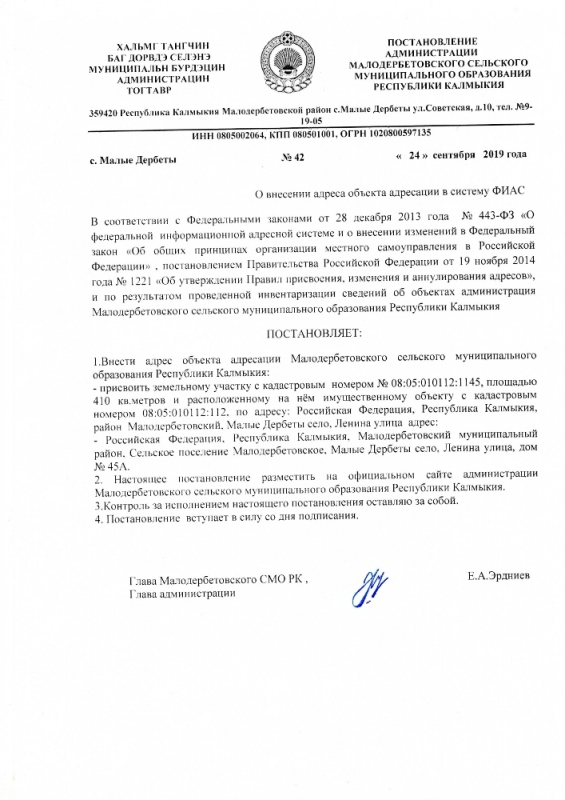 ХАЛЬМГ ТАНГЧИН
БАГ ДОРВДЭ СЕЛЭНЭ
МУНИЦИПАЛЬН БУРДЭЦИН
АДМИНИСТРАЦИН
ТОГТАВР
ПОСТАНОВЛЕНИЕ
АДМИНИСТРАЦИИ
МАЛОДЕРБЕТОВСКОГО СЕЛЬСКОГО
МУНИЦИПАЛЬНОГО ОБРАЗОВАНИЯ
РЕСПУБЛИКИ КАЛМЫКИЯ
359420 Республика Калмыкия Малодербетовской район с.Малые Дербеты ул.Советская, д.10, тел. №9-
19-05
ИНН 0805002064, КПП 080501001, ОГРН 1020800597135
с. Малые Дербеты № 42 « 24 » сентября 2019 года
О внесении адреса объекта адресации в систему ФИАС
В соответствии с Федеральными законами от 28 декабря 2013 года № 443-ФЗ «О
федеральной информационной адресной системе и о внесении изменений в Федеральный
закон «Об общих принципах организации местного самоуправления в Российской
Федерации» , постановлением Правительства Российской Федерации от 19 ноября 2014
года № 1221 «Об утверждении Правил присвоения, изменения и аннулирования адресов»,
и по результатом проведенной инвентаризации сведений об объектах администрация
Малодербетовского сельского муниципального образования Республики Калмыкия
ПОСТАНОВЛЯЕТ:
1.Внести адрес объекта адресации Малодербетовского сельского муниципального
образования Республики Калмыкия:
- присвоить земельному участку с кадастровым номером № 08:05:010112:1145, площадью
410 кв.метров и расположенному на нём имущественному объекту с кадастровым
номером 08:05:010112:112, по адресу: Российская Федерация, Республика Калмыкия,
район Малодербетовский, Малые Дербеты село, Ленина улица адрес:
- Российская Федерация, Республика Калмыкия, Малодербетовский муниципальный
район, Сельское поселение Малодербетовское, Малые Дербеты село, Ленина улица, дом
№ 45А.
2. Настоящее постановление разместить на официальном сайте администрации
Малодербетовского сельского муниципального образования Республики Калмыкия.
3.Контроль за исполнением настоящего постановления оставляю за собой.
4. Постановление вступает в силу со дня подписания.
Глава Малодербетовского СМО РК , Е.А.Эрдниев
Глава администрации